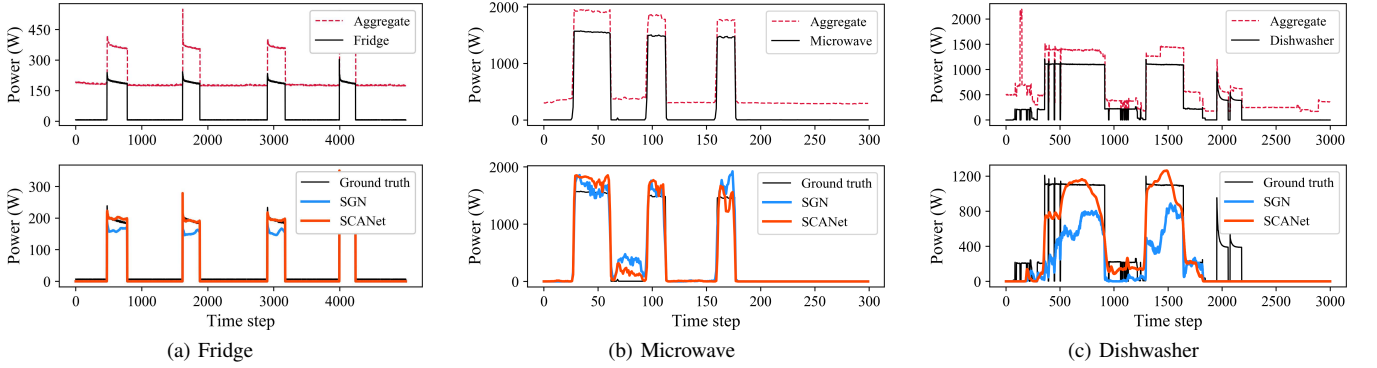 Power (W)
450
300
150
0
Aggregate
Fridge
0
1000
2000
3000
4000
Power (W)
300
200
100
0
Ground truth
SGN
SCANet
0
1000
2000
3000
4000
Time step
(a) Fridge
Power (W)
2000
1000
0
Aggregate
Microwave
0
50
100
150
200
250
300
Power (W)
2000
1000
0
Ground truth
SGN
SCANet
0
50
100
150
200
250
300
Time step
(b) Microwave
Power (W)
2000
1500
1000
500
0
Aggregate
Dishwasher
0
500
1000
1500
2000
2500
3000
Power (W)
1200
800
400
0
Ground truth
SGN
SCANet
0
500
1000
1500
2000
2500
3000
Time step
(c) Dishwasher